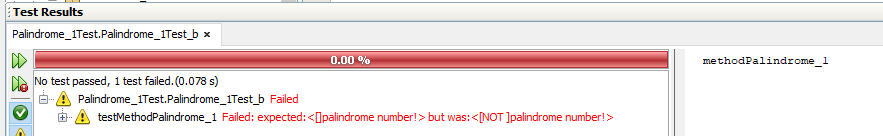 Test Results
Palindrome_1Test.Palindrome_1Test_b ×
0.00 %
methodPalindrome_1
No test passed, 1 test failed.(0.078 s)
Palindrome_1Test.Palindrome_1Test_b Failed
testMethodPalindrome_1 Failed: expected:<[]palindrome number!> but was:<[NOT ]palindrome number!>